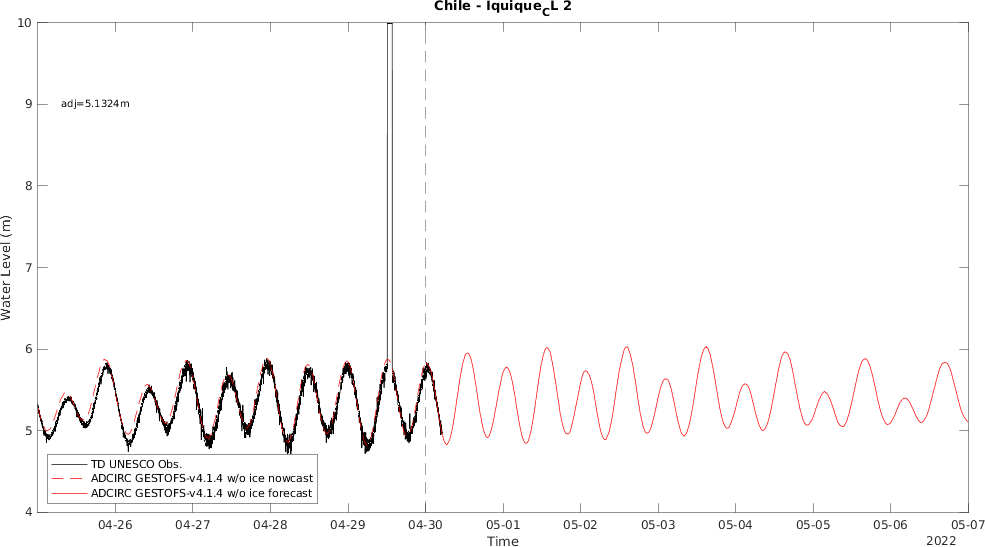 Chile - Iquique_CL 2
10
9
8
7
6
5
4
Water Level (m)
adj=5.1324m
TD UNESCO Obs.
ADCIRC GESTOFS-v4.1.4 w/o ice nowcast
ADCIRC GESTOFS-v4.1.4 w/o ice forecast
04-26 04-27 04-28 04-29 04-30 05-01 05-02 05-03 05-04 05-05 05-06 05-07
Time
2022